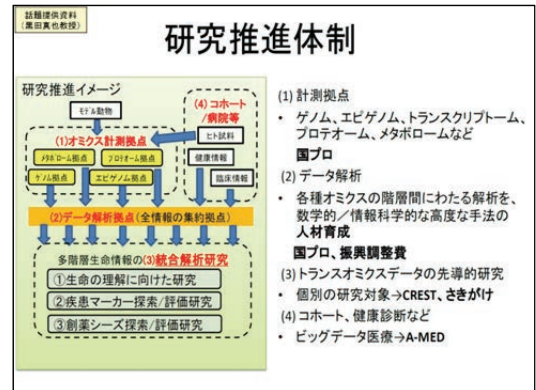 話題提供資料
（黒田真也教授）
研究推進体制
研究推進イメージ
モデル動物
(4) コホート
/病院等
(1)オミクス計測拠点
ヒト試料
メタボローム拠点
プロテオーム拠点
健康情報
ゲノム拠点
エピゲノム拠点
臨床情報
(2)データ解析拠点(全情報の集約拠点)
多階層生命情報の(3)統合解析研究
①生命の理解に向けた研究
②疾患マーカー探索/評価研究
③創薬シーズ探索/評価研究
(1) 計測拠点
• ゲノム、エピゲノム、トランスクリプトーム、
プロテオーム、メタボロームなど
国プロ
(2) データ解析
• 各種オミクスの階層間にわたる解析を、
数学的／情報科学的な高度な手法の
人材育成
国プロ、振興調整費
(3) トランスオミクスデータの先導的研究
• 個別の研究対象→CREST、さきがけ
(4) コホート、健康診断など
• ビッグデータ医療→A-MED